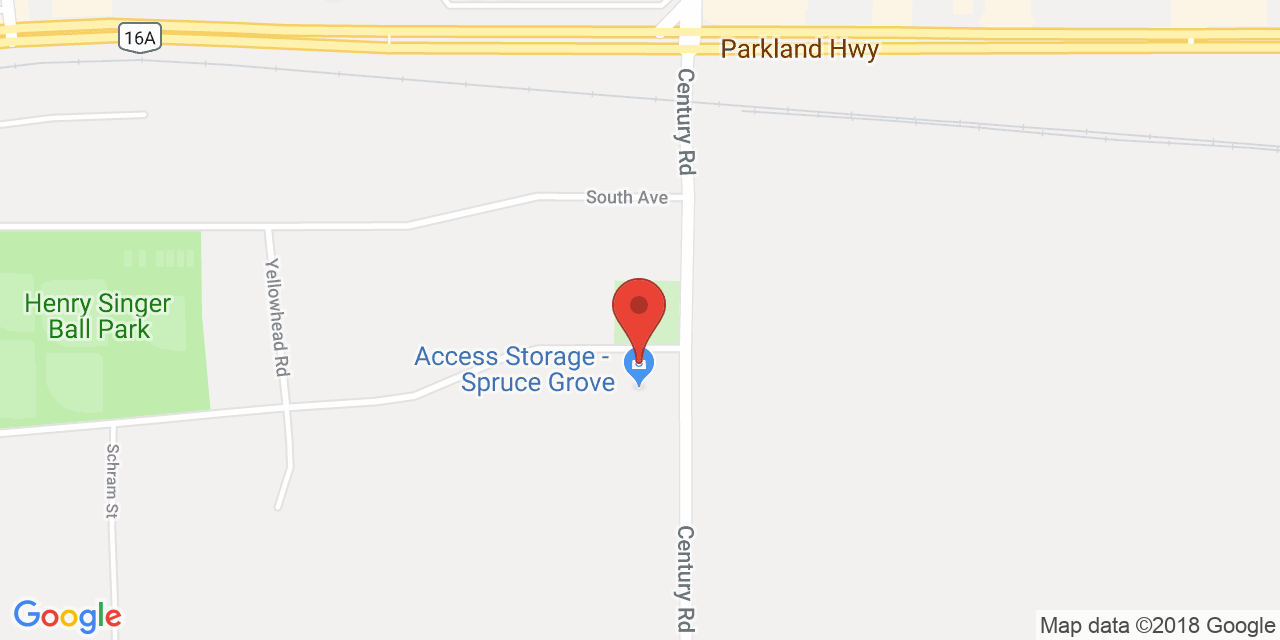 16A
Parkland Hwy
Century Rd
South Ave
Yellowhead Rd
Henry Singer
Ball Park
Access Storage -
Spruce Grove
Schram St
Century Rd
Google
Map data ©2018 Google